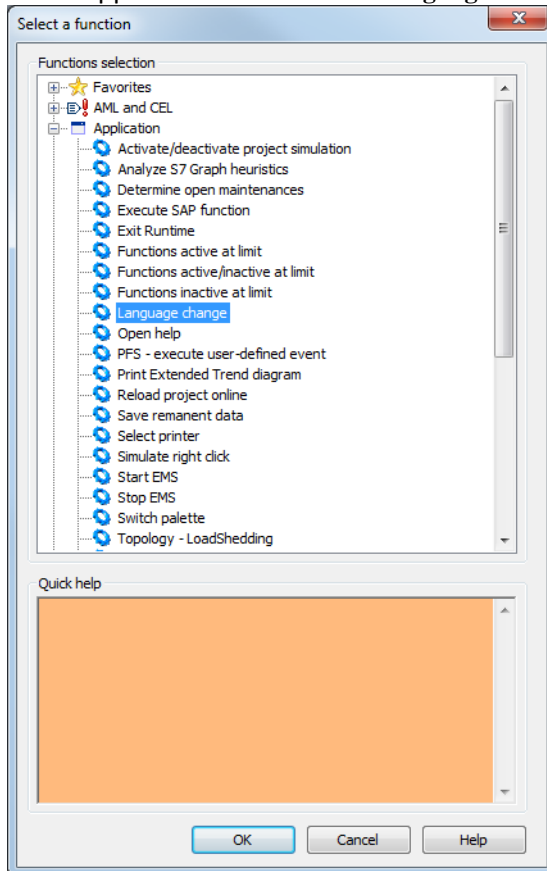 Select a function
Functions selection
Favorites
AML and CEL
Application
Activate/deactivate project simulation
Analyze S7 Graph heuristics
Determine open maintenances
Execute SAP function
Exit Runtime
Functions active at limit
Functions active/inactive at limit
Functions inactive at limit
Language change
Open help
PFS - execute user-defined event
Print Extended Trend diagram
Reload project online
Save remanent data
Select printer
Simulate right click
Start EMS
Stop EMS
Switch palette
Topology - LoadShedding
Quick help
OK Cancel Help